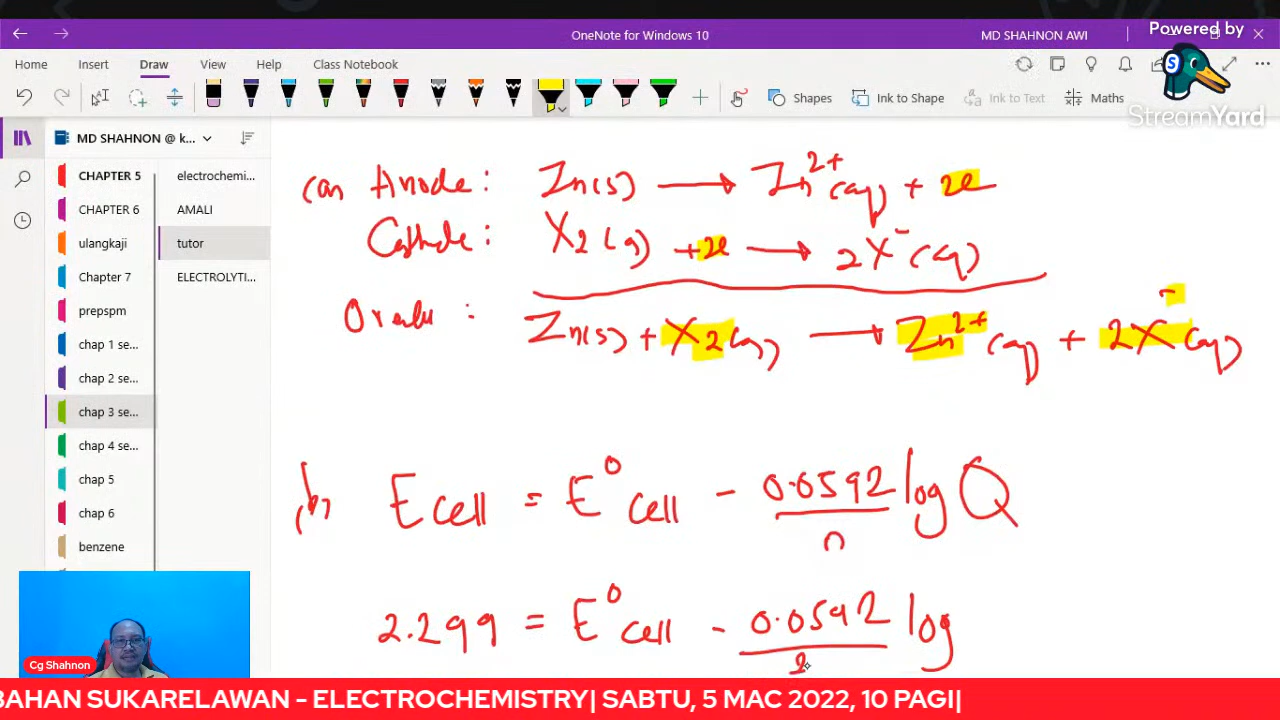 Powered by
StreamYard
OneNote for Windows 10
MD SHAHNON AWI
Home Insert Draw View Help Class Notebook
Shapes Ink to Shape Ink to Text Maths
MD SHAHNON @ k...
CHAPTER 5
CHAPTER 6
ulangkaji
Chapter 7
prepspm
chap 1 se...
chap 2 se...
chap 3 se...
chap 4 se...
chap 5
chap 6
benzene
electrochemi...
AMALI
tutor
ELECTROLYTI...
(a) Anode : Zn(s) → Zn²⁺(aq) + 2e
Cathode : X₂(g) + 2e → 2X⁻(aq)
: Zn(s) + X₂(g) → Zn²⁺(aq) + 2X⁻(aq)
b) Ecell = E⁰cell - 0.0592/n log Q
2.299 = E⁰cell - 0.0592/2 log
Cg Shahnon
BAHAN SUKARELAWAN - ELECTROCHEMISTRY| SABTU, 5 MAC 2022, 10 PAGI|